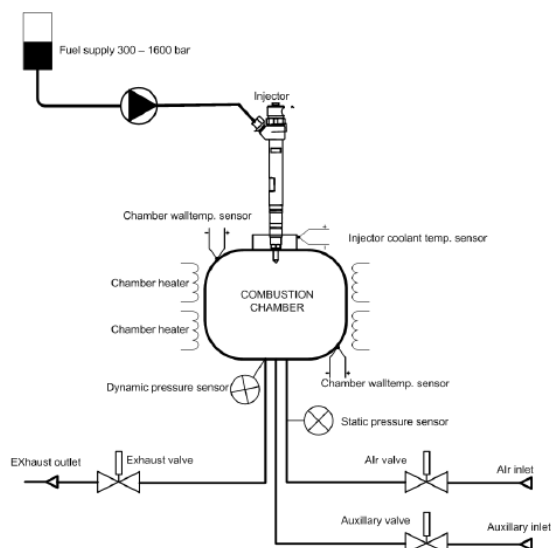 Fuel supply 300 – 1600 bar
Injector
Chamber walltemp. sensor
+
Injector coolant temp. sensor
-
Chamber heater
COMBUSTION
CHAMBER
Chamber heater
Dynamic pressure sensor
Chamber walltemp. sensor
Static pressure sensor
EXhaust outlet
Exhaust valve
AIr valve
AIr inlet
Auxillary valve
Auxillary inlet